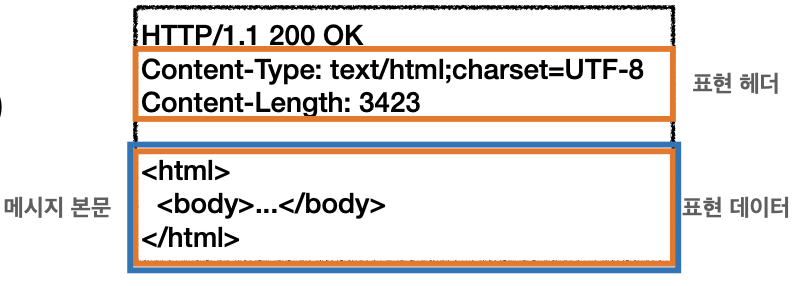 HTTP/1.1 200 OK
Content-Type: text/html;charset=UTF-8
Content-Length: 3423
표현 헤더
<html>
<body>...</body>
</html>
메시지 본문
표현 데이터